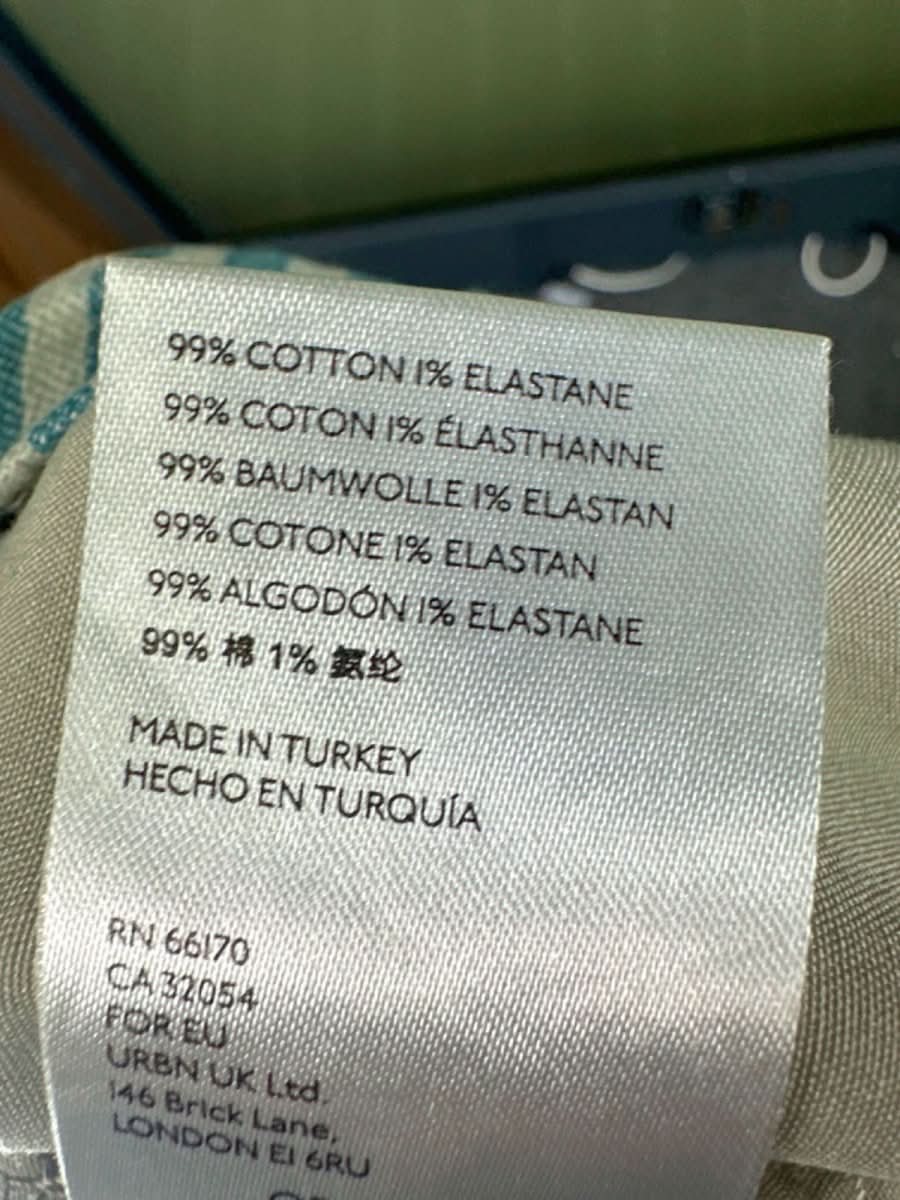 99% COTTON 1% ELASTANE
99% COTON 1% ÉLASTHANNE
99% BAUMWOLLE 1% ELASTAN
99% COTONE 1% ELASTAN
99% ALGODÓN 1% ELASTANE
99% 棉 1% 氨纶
MADE IN TURKEY
HECHO EN TURQUÍA
RN 66170
CA 32054
FOR EU
URBN UK Ltd.
146 Brick Lane,
LONDON E1 6RU